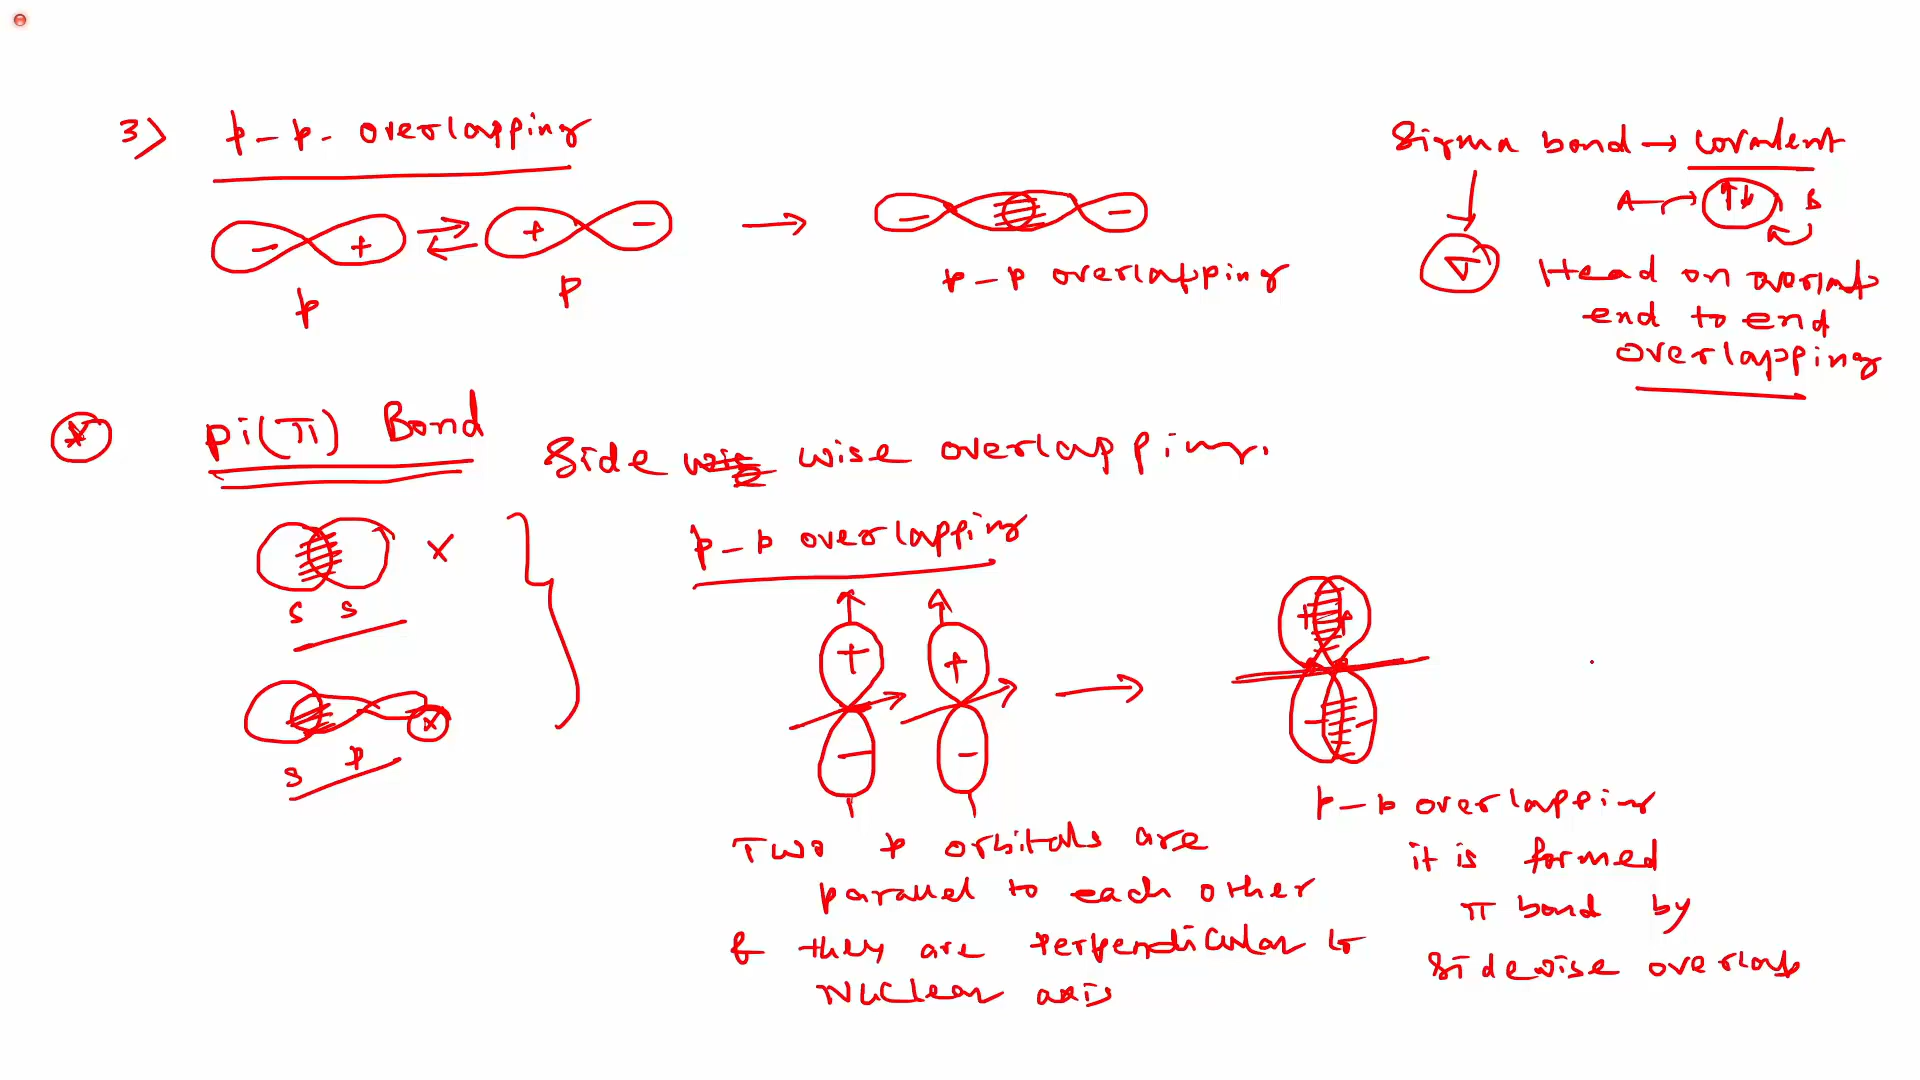 3) p-p- overlapping
- + + -
p p
- -
p-p overlapping
Sigma bond → covalent
A ↑↓ B
σ
Head on overlap
end to end
overlapping
pi(π) Bond
Side wise overlapping.
x
s s
s p
x
p-p overlapping
+ +
- -
+ +
- -
Two p orbitals are
parallel to each other
& they are perpendicular to
Nuclear axis
p-p overlapping
it is formed
π bond by
sidewise overlap